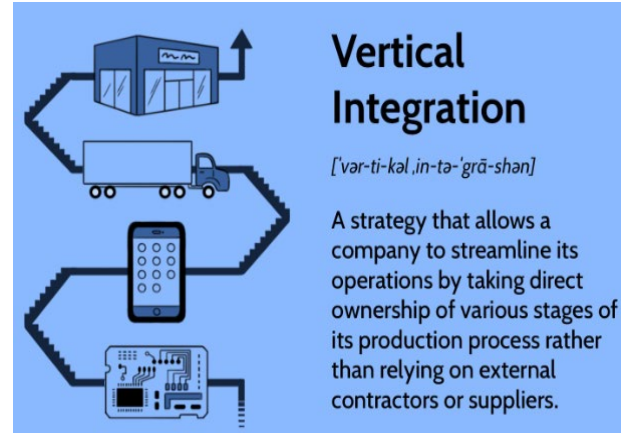 Vertical
Integration
['vər-ti-kəl ,in-tə-'grā-shən]
A strategy that allows a
company to streamline its
operations by taking direct
ownership of various stages of
its production process rather
than relying on external
contractors or suppliers.